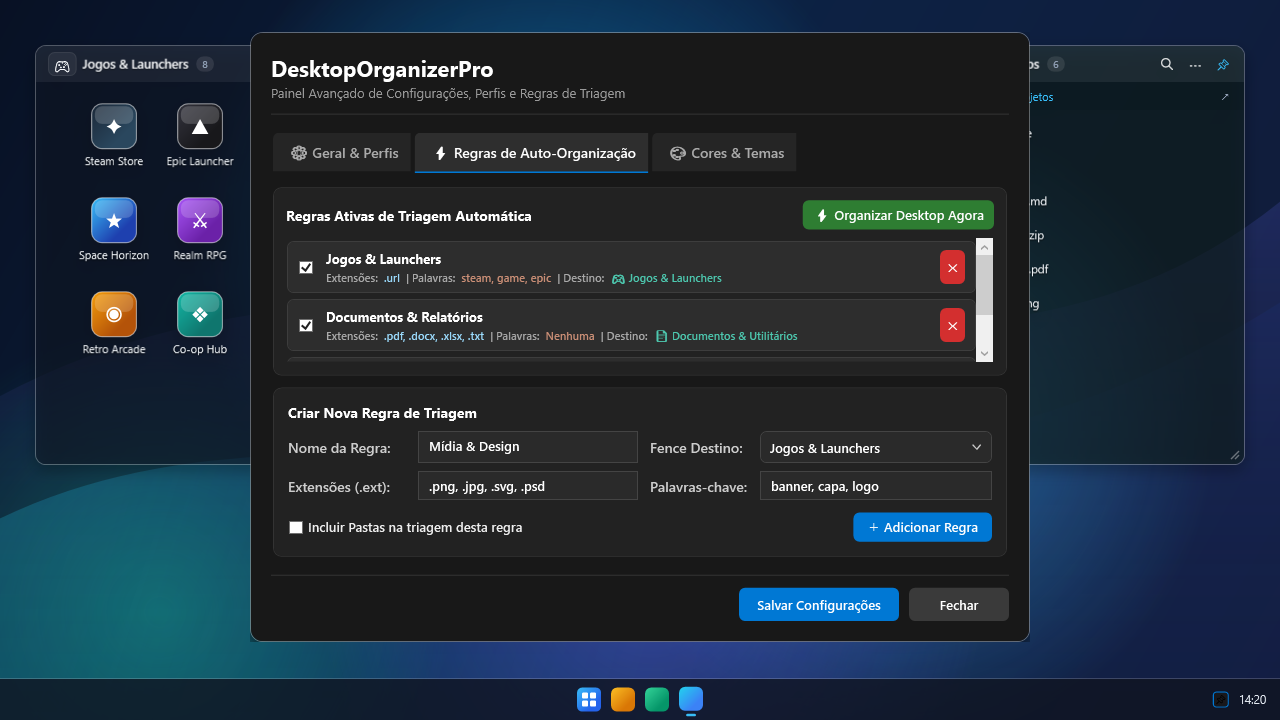 Jogos & Launchers 8
Steam Store
Epic Launcher
Space Horizon
Realm RPG
Retro Arcade
Co-op Hub
DesktopOrganizerPro
Painel Avançado de Configurações, Perfis e Regras de Triagem
Geral & Perfis
Regras de Auto-Organização
Cores & Temas
Regras Ativas de Triagem Automática
Organizar Desktop Agora
Jogos & Launchers
Extensões: .url | Palavras: steam, game, epic | Destino: Jogos & Launchers
Documentos & Relatórios
Extensões: .pdf, .docx, .xlsx, .txt | Palavras: Nenhuma | Destino: Documentos & Utilitários
Criar Nova Regra de Triagem
Nome da Regra: Mídia & Design
Fence Destino: Jogos & Launchers
Extensões (.ext): .png, .jpg, .svg, .psd
Palavras-chave: banner, capa, logo
Incluir Pastas na triagem desta regra
+ Adicionar Regra
Salvar Configurações
Fechar
6
jetos
md
zip
.pdf
14:20